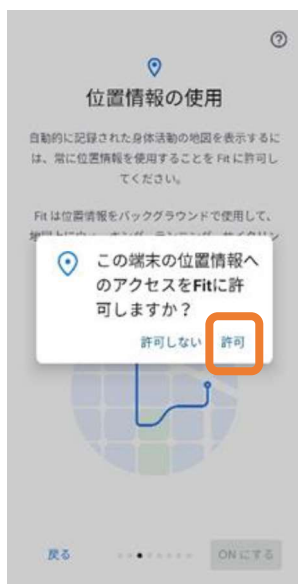 位置情報の使用
自動的に記録された身体活動の地図を表示するに
は、常に位置情報を使用することを Fit に許可し
てください。
Fit は位置情報をバックグラウンドで使用して、
この端末の位置情報へ
のアクセスをFitに許
可しますか？
許可しない 許可
戻る ONにする